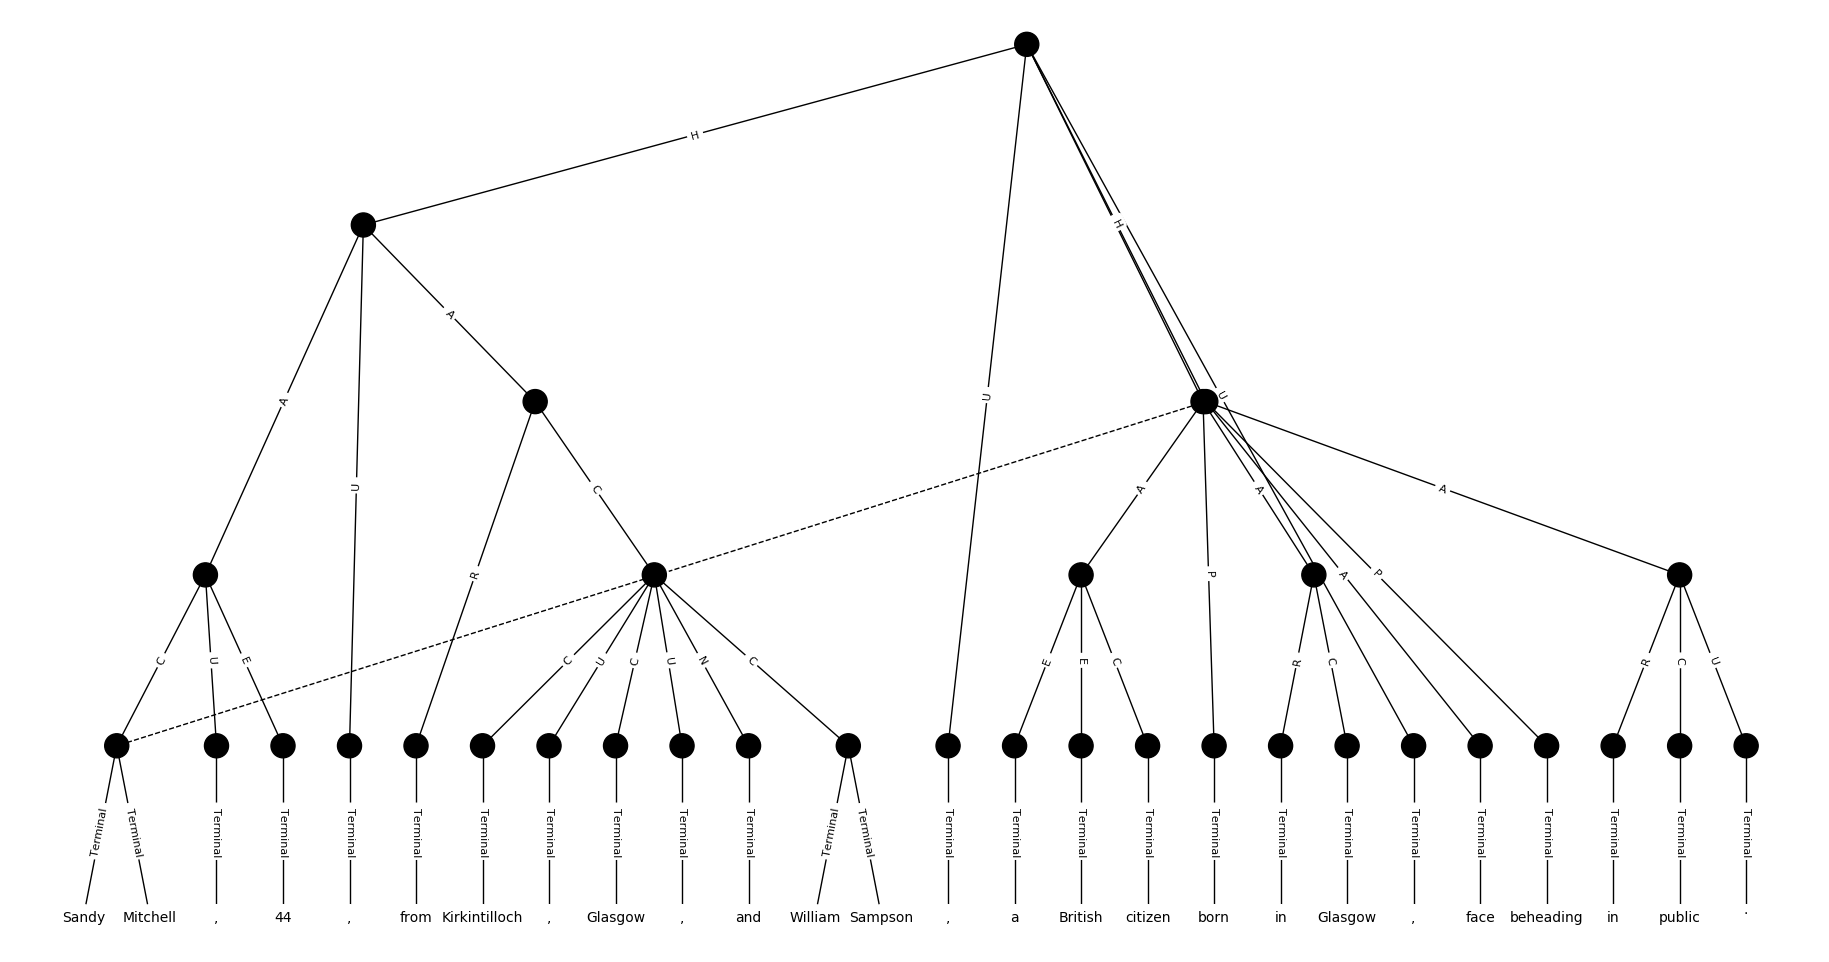 H
H
A
U
A
U
U
A
C
R
A
P
A
A
P
A
C
U
E
C
U
C
U
N
C
E
E
C
R
C
R
C
U
Terminal Terminal Terminal Terminal Terminal Terminal Terminal Terminal Terminal Terminal Terminal Terminal Terminal Terminal Terminal Terminal Terminal Terminal Terminal Terminal Terminal Terminal Terminal Terminal Terminal Terminal
Sandy Mitchell , 44 , from Kirkintilloch , Glasgow , and William Sampson , a British citizen born in Glasgow , face beheading in public .